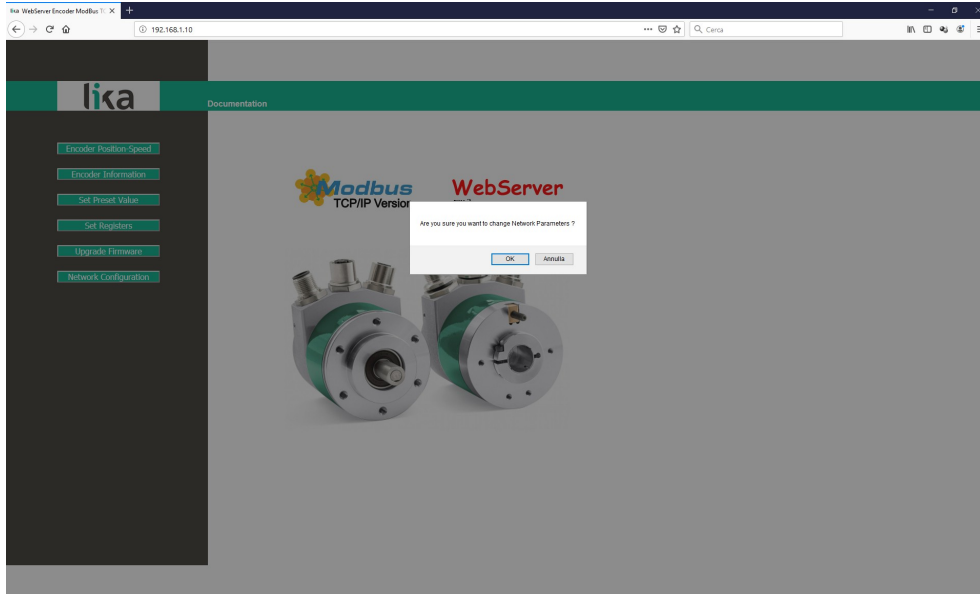 lika WebServer Encoder ModBus TC
192.168.1.10
Cerca
lika
Documentation
Encoder Position-Speed
Encoder Information
Set Preset Value
Set Registers
Upgrade Firmware
Network Configuration
Modbus
TCP/IP Version
WebServer
Are you sure you want to change Network Parameters ?
OK
Annulla